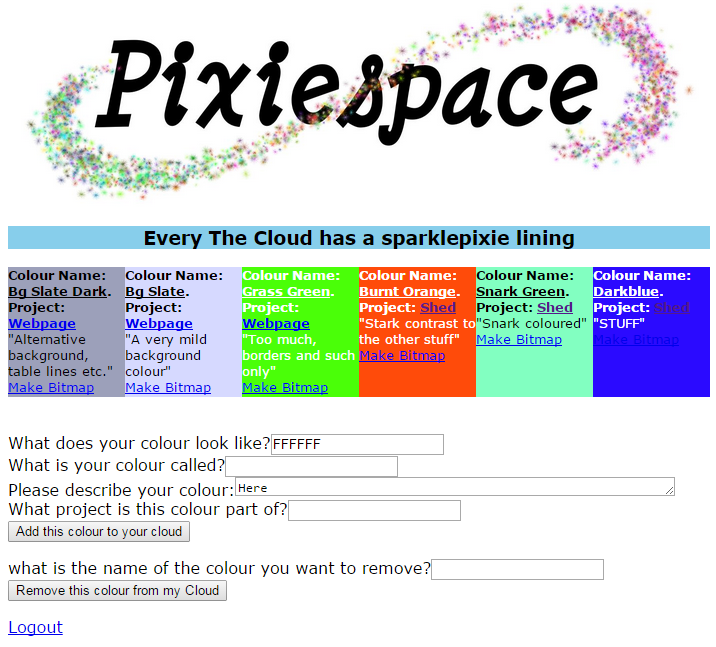 Pixiespace
Every The Cloud has a sparklepixie lining
Colour Name:
Bg Slate Dark.
Project:
Webpage
"Alternative
background,
table lines etc."
Make Bitmap
Colour Name:
Bg Slate.
Project:
Webpage
"A very mild
background
colour"
Make Bitmap
Colour Name:
Grass Green.
Project:
Webpage
"Too much,
borders and such
only"
Make Bitmap
Colour Name:
Burnt Orange.
Project: Shed
"Stark contrast to
the other stuff"
Make Bitmap
Colour Name:
Snark Green.
Project: Shed
"Snark coloured"
Make Bitmap
Colour Name:
Darkblue.
Project: Shed
"STUFF"
Make Bitmap
What does your colour look like? FFFFFF
What is your colour called?
Please describe your colour: Here
What project is this colour part of?
Add this colour to your cloud
what is the name of the colour you want to remove?
Remove this colour from my Cloud
Logout